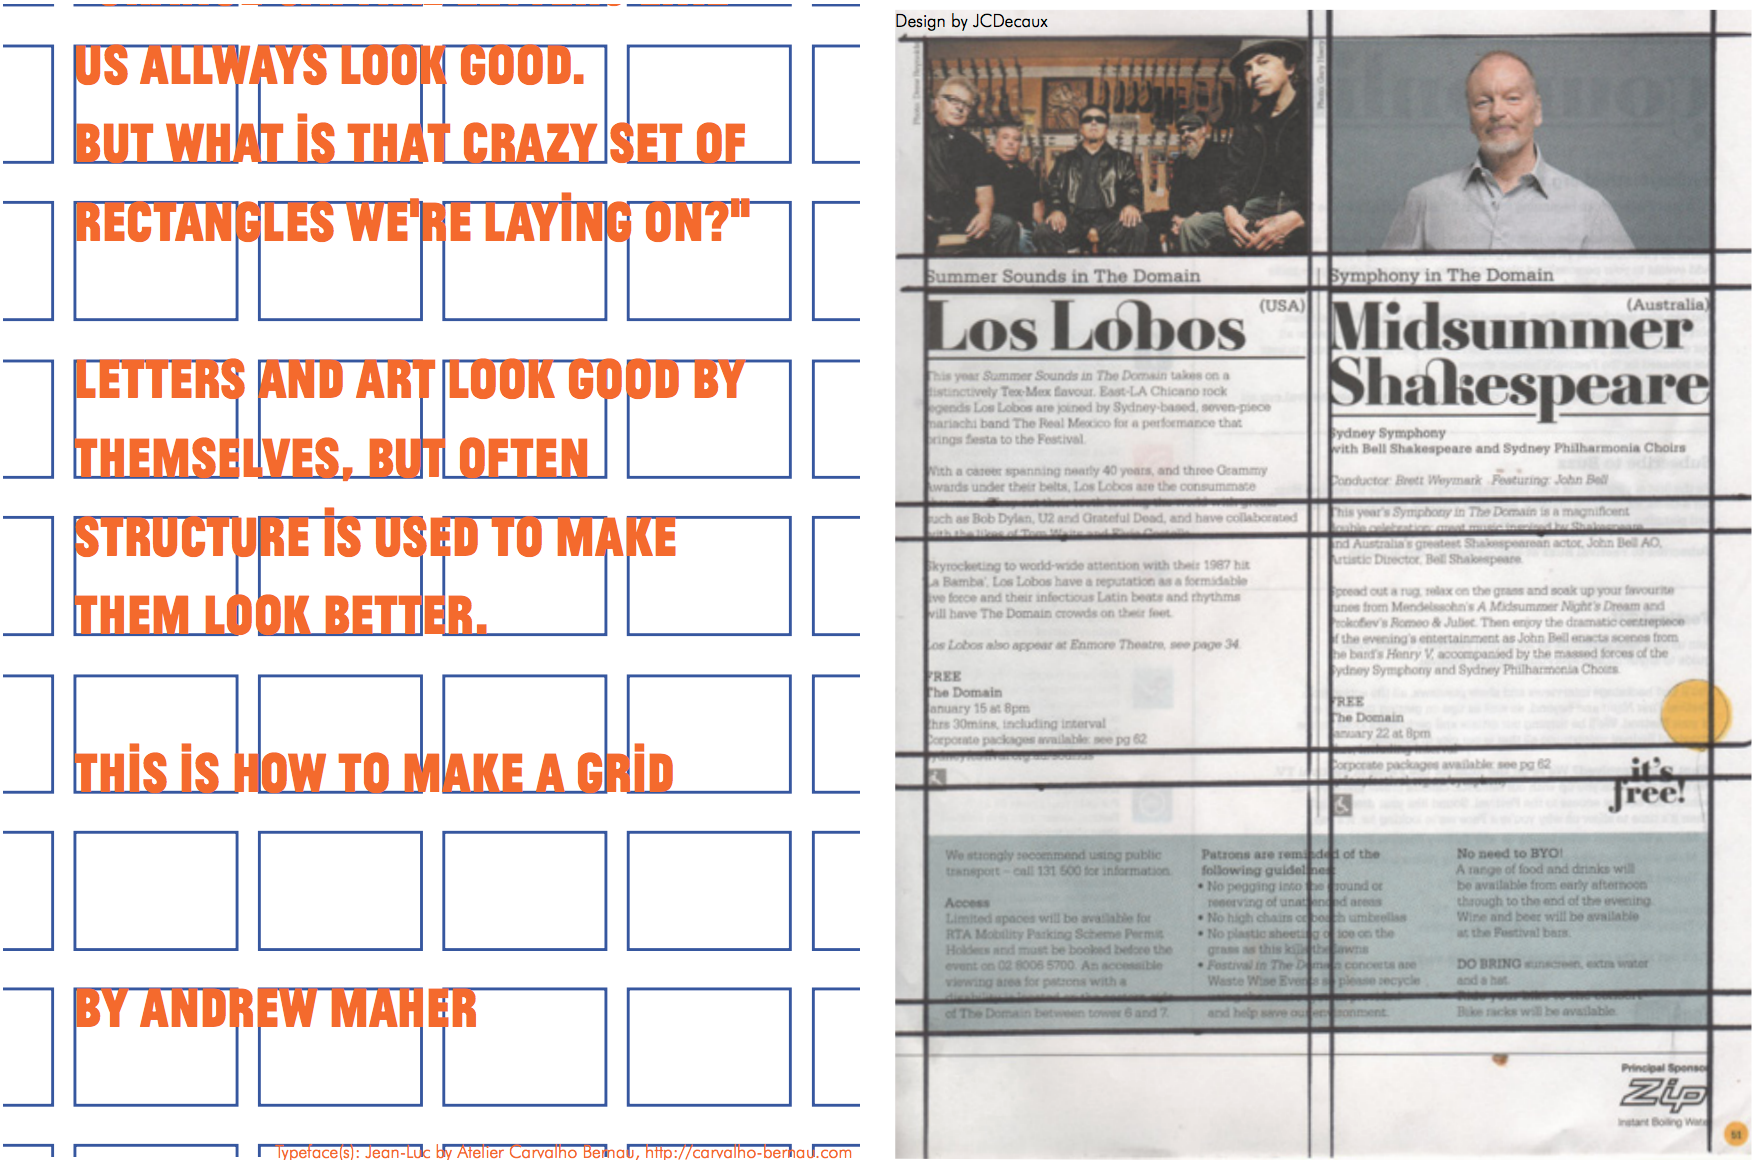 US ALLWAYS LOOK GOOD.
BUT WHAT iS THAT CRAZY SET OF
RECTANGLES WE'RE LAYiNG ON?"
LETTERS AND ART LOOK GOOD BY
THEMSELVES, BUT OFTEN
STRUCTURE iS USED TO MAKE
THEM LOOK BETTER.
THiS iS HOW TO MAKE A GRiD
BY ANDREW MAHER
Typeface(s): Jean-Luc by Atelier Carvalho Bernau, http://carvalho-bernau.com
Design by JCDecaux
Summer Sounds in The Domain
(USA)
Los Lobos
This year Summer Sounds in The Domain takes on a
distinctively Tex-Mex flavour. East-LA Chicano rock
legends Los Lobos are joined by Sydney-based, seven-piece
mariachi band The Real Mexico for a performance that
brings fiesta to the Festival.
With a career spanning nearly 40 years, and three Grammy
Awards under their belts, Los Lobos are the consummate
such as Bob Dylan, U2 and Grateful Dead, and have collaborated
with the likes of Tom Waits and Elvis Costello.
Skyrocketing to world-wide attention with their 1987 hit
'La Bamba', Los Lobos have a reputation as a formidable
live force and their infectious Latin beats and rhythms
will have The Domain crowds on their feet.
Los Lobos also appear at Enmore Theatre, see page 34.
FREE
The Domain
January 15 at 8pm
2hrs 30mins, including interval
Corporate packages available: see pg 62
Symphony in The Domain
(Australia)
Midsummer
Shakespeare
Sydney Symphony
with Bell Shakespeare and Sydney Philharmonia Choirs
Conductor: Brett Weymark Featuring: John Bell
This year's Symphony in The Domain is a magnificent
double celebration: great music inspired by Shakespeare
and Australia's greatest Shakespearean actor, John Bell AO,
Artistic Director, Bell Shakespeare.
Spread out a rug, relax on the grass and soak up your favourite
tunes from Mendelssohn's A Midsummer Night's Dream and
Prokofiev's Romeo & Juliet. Then enjoy the dramatic centrepiece
of the evening's entertainment as John Bell enacts scenes from
the bard's Henry V, accompanied by the massed forces of the
Sydney Symphony and Sydney Philharmonia Choirs.
FREE
The Domain
January 22 at 8pm
Corporate packages available: see pg 62
it's
free!
We strongly recommend using public
transport – call 131 500 for information.
Access
Limited spaces will be available for
RTA Mobility Parking Scheme Permit
Holders and must be booked before the
event on 02 8006 5700. An accessible
viewing area for patrons with a
disability is located on the eastern side
of The Domain between tower 6 and 7.
Patrons are reminded of the
following guidelines:
• No pegging into the ground or
reserving of unattended areas
• No high chairs or beach umbrellas
• No plastic sheeting or ice on the
grass as this kills the lawns
• Festival in The Domain concerts are
Waste Wise Events so please recycle
and help save our environment.
No need to BYO!
A range of food and drinks will
be available from early afternoon
through to the end of the evening.
Wine and beer will be available
at the Festival bars.
DO BRING sunscreen, extra water
and a hat.
Bike racks will be available.
Principal Sponsor
Zip
Instant Boiling Water
51